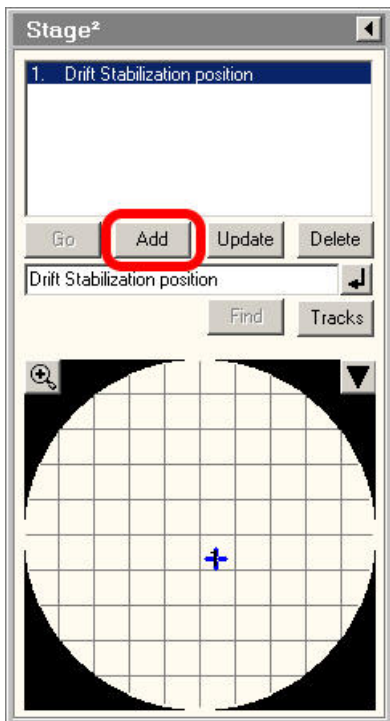 Stage²
1. Drift Stabilization position
Go Add Update Delete
Drift Stabilization position
Find Tracks